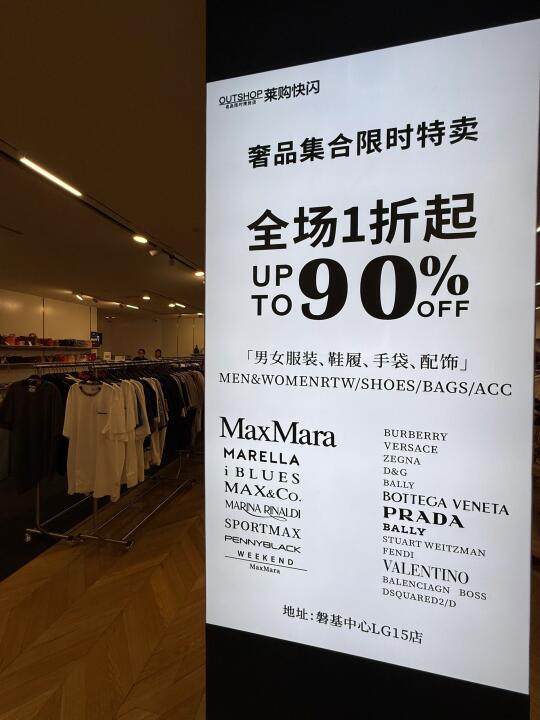 OUTSHOP 莱购快闪
奢品集合限时特卖
全场1折起
UP TO 90% OFF
「男女服装、鞋履、手袋、配饰」
MEN&WOMENRTW/SHOES/BAGS/ACC
MaxMara
MARELLA
iBLUES
MAX&Co.
MARINA RINALDI
SPORTMAX
PENNYBLACK
WEEKEND
MaxMara
BURBERRY
VERSACE
ZEGNA
D&G
BALLY
BOTTEGA VENETA
PRADA
BALLY
STUART WEITZMAN
FENDI
VALENTINO
BALENCIAGN BOSS
DSQUARED2/D
地址:磐基中心LG15店